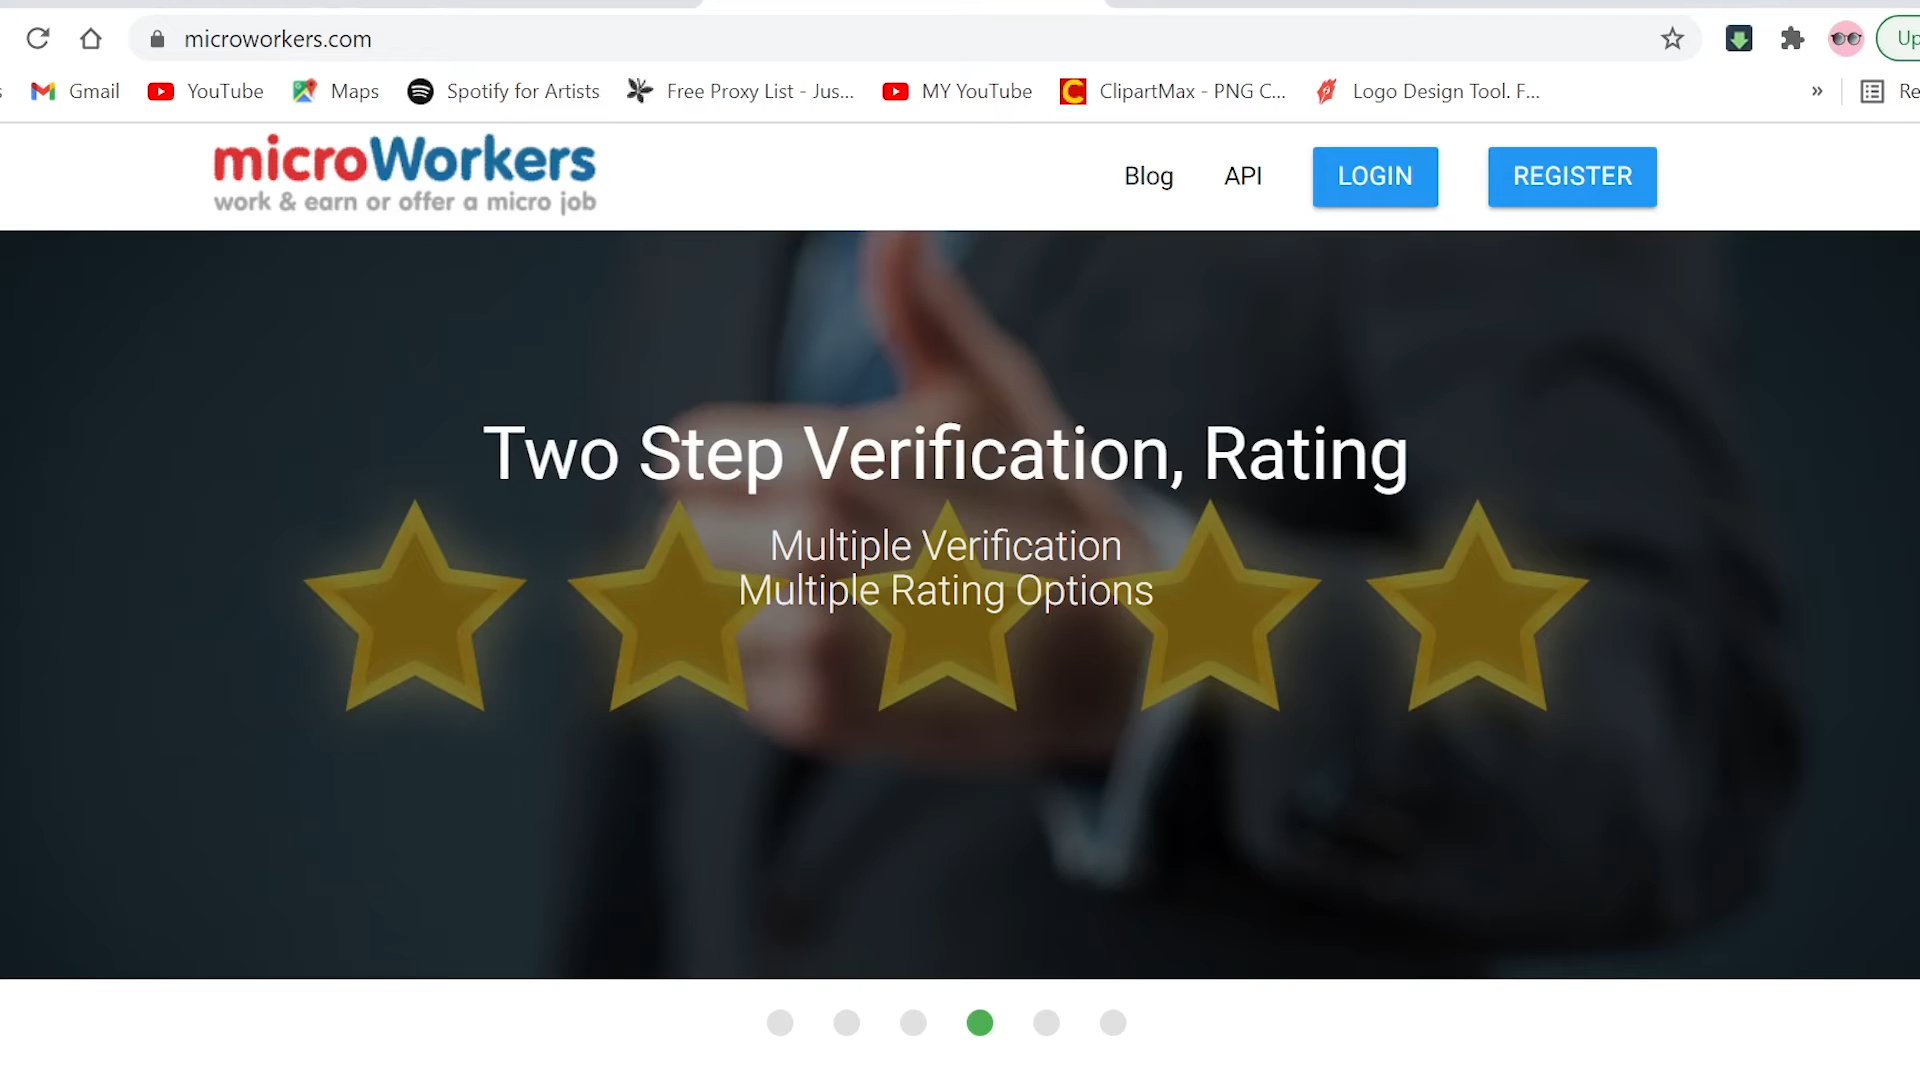 microworkers.com
Up
Gmail YouTube Maps Spotify for Artists Free Proxy List - Jus... MY YouTube ClipartMax - PNG C... Logo Design Tool. F... » Re
microWorkers
work & earn or offer a micro job
Blog API LOGIN REGISTER
Two Step Verification, Rating
Multiple Verification
Multiple Rating Options